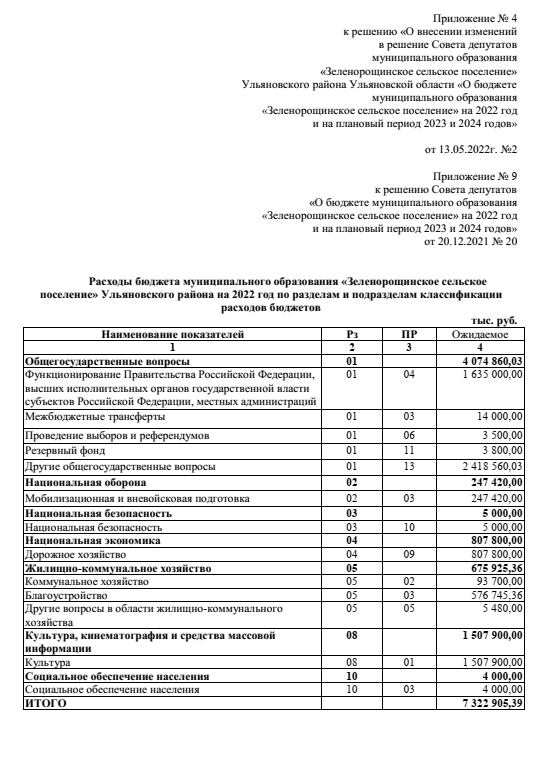 Приложение № 4
к решению «О внесении изменений
в решение Совета депутатов
муниципального образования
«Зеленорощинское сельское поселение»
Ульяновского района Ульяновской области «О бюджете
муниципального образования
«Зеленорощинское сельское поселение» на 2022 год
и на плановый период 2023 и 2024 годов»
от 13.05.2022г. №2
Приложение № 9
к решению Совета депутатов
«О бюджете муниципального образования
«Зеленорощинское сельское поселение» на 2022 год
и на плановый период 2023 и 2024 годов»
от 20.12.2021 № 20
Расходы бюджета муниципального образования «Зеленорощинское сельское
поселение» Ульяновского района на 2022 год по разделам и подразделам классификации
расходов бюджетов
тыс. руб.
Наименование показателей Рз ПР Ожидаемое
1 2 3 4
Общегосударственные вопросы 01 4 074 860,03
Функционирование Правительства Российской Федерации, 01 04 1 635 000,00
высших исполнительных органов государственной власти
субъектов Российской Федерации, местных администраций
Межбюджетные трансферты 01 03 14 000,00
Проведение выборов и референдумов 01 06 3 500,00
Резервный фонд 01 11 3 800,00
Другие общегосударственные вопросы 01 13 2 418 560,03
Национальная оборона 02 247 420,00
Мобилизационная и вневойсковая подготовка 02 03 247 420,00
Национальная безопасность 03 5 000,00
Национальная безопасность 03 10 5 000,00
Национальная экономика 04 807 800,00
Дорожное хозяйство 04 09 807 800,00
Жилищно-коммунальное хозяйство 05 675 925,36
Коммунальное хозяйство 05 02 93 700,00
Благоустройство 05 03 576 745,36
Другие вопросы в области жилищно-коммунального 05 05 5 480,00
хозяйства
Культура, кинематография и средства массовой 08 1 507 900,00
информации
Культура 08 01 1 507 900,00
Социальное обеспечение населения 10 4 000,00
Социальное обеспечение населения 10 03 4 000,00
ИТОГО 7 322 905,39